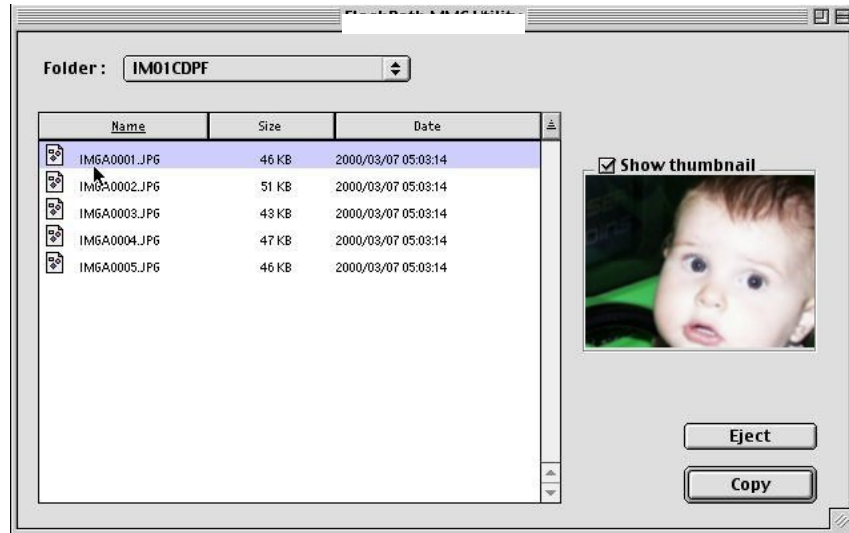 Folder: IM01CDPF
Name Size Date
IMGA0001.JPG 46 KB 2000/03/07 05:03:14
IMGA0002.JPG 51 KB 2000/03/07 05:03:14
IMGA0003.JPG 43 KB 2000/03/07 05:03:14
IMGA0004.JPG 47 KB 2000/03/07 05:03:14
IMGA0005.JPG 46 KB 2000/03/07 05:03:14
Show thumbnail
Eject
Copy